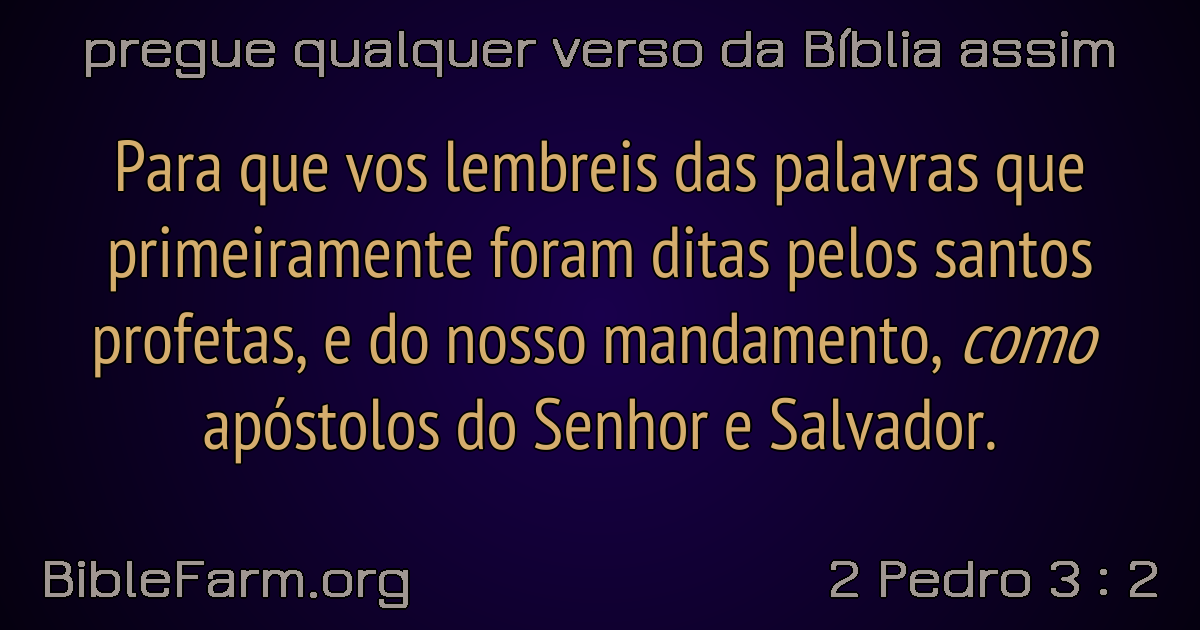 pregue qualquer verso da Bíblia assim
Para que vos lembreis das palavras que
primeiramente foram ditas pelos santos
profetas, e do nosso mandamento, como
apóstolos do Senhor e Salvador.
BibleFarm.org
2 Pedro 3 : 2